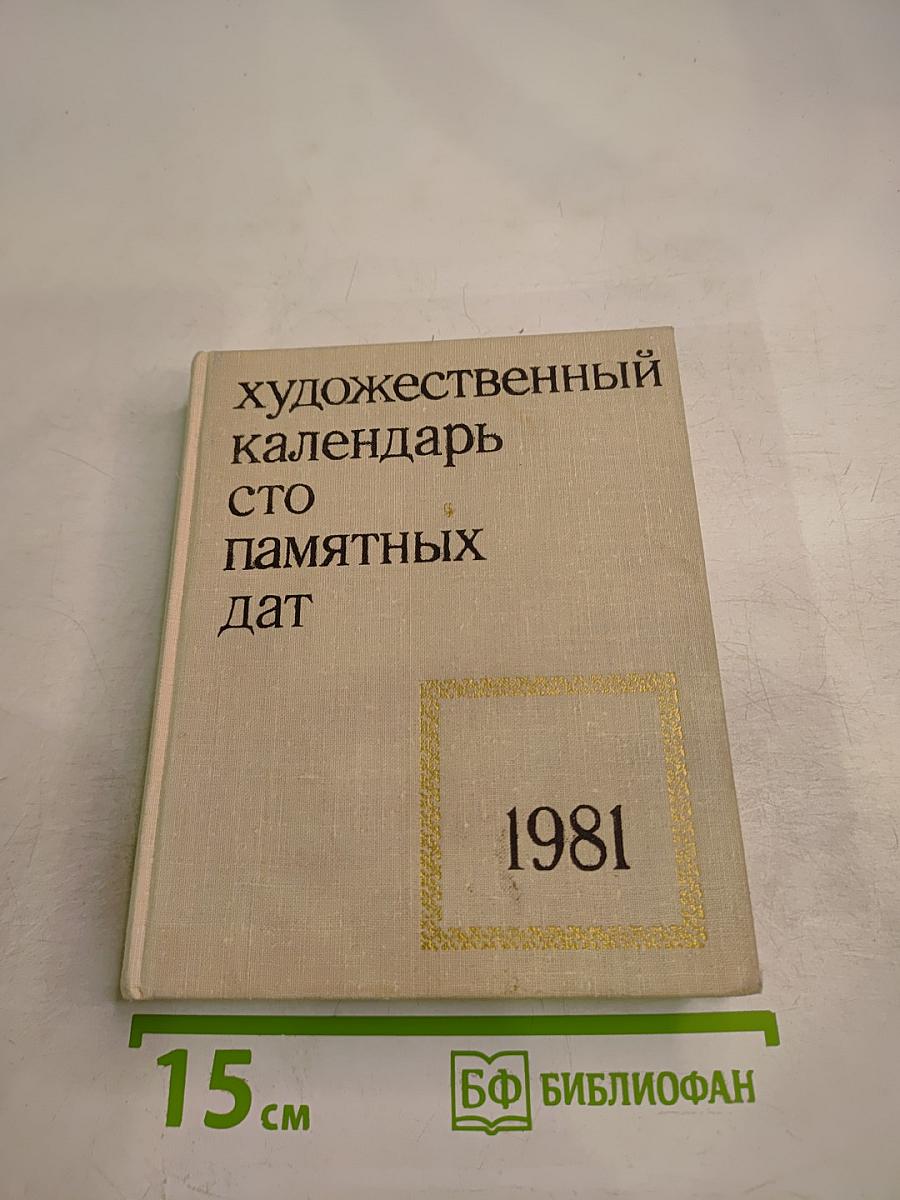 художественный
календарь
сто
памятных
дат
1981
15 см
БФ БИБЛИОФАН